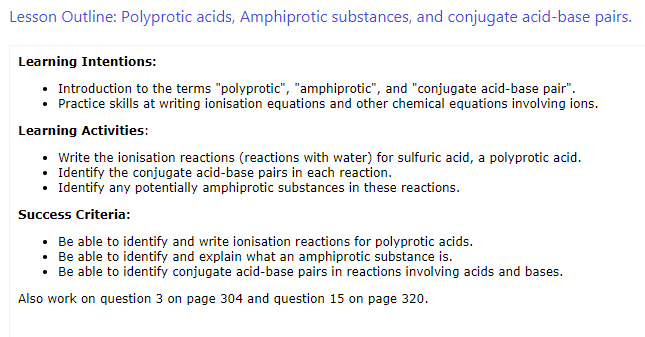 Lesson Outline: Polyprotic acids, Amphiprotic substances, and conjugate acid-base pairs.
Learning Intentions:
• Introduction to the terms "polyprotic", "amphiprotic", and "conjugate acid-base pair".
• Practice skills at writing ionisation equations and other chemical equations involving ions.
Learning Activities:
• Write the ionisation reactions (reactions with water) for sulfuric acid, a polyprotic acid.
• Identify the conjugate acid-base pairs in each reaction.
• Identify any potentially amphiprotic substances in these reactions.
Success Criteria:
• Be able to identify and write ionisation reactions for polyprotic acids.
• Be able to identify and explain what an amphiprotic substance is.
• Be able to identify conjugate acid-base pairs in reactions involving acids and bases.
Also work on question 3 on page 304 and question 15 on page 320.